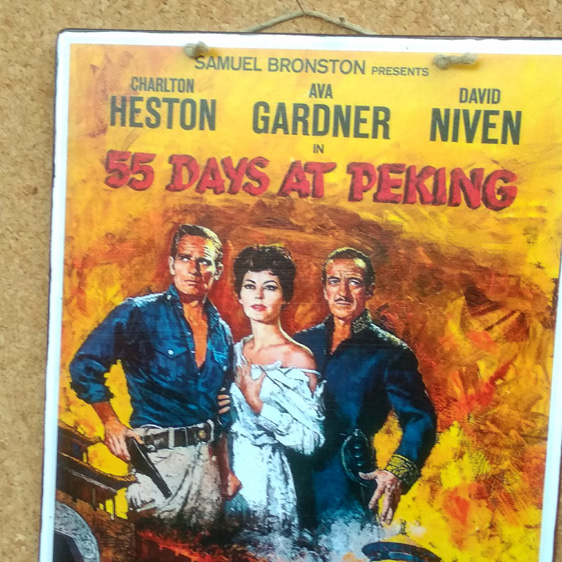 SAMUEL BRONSTON PRESENTS
CHARLTON HESTON
AVA GARDNER
DAVID NIVEN
IN
55 DAYS AT PEKING